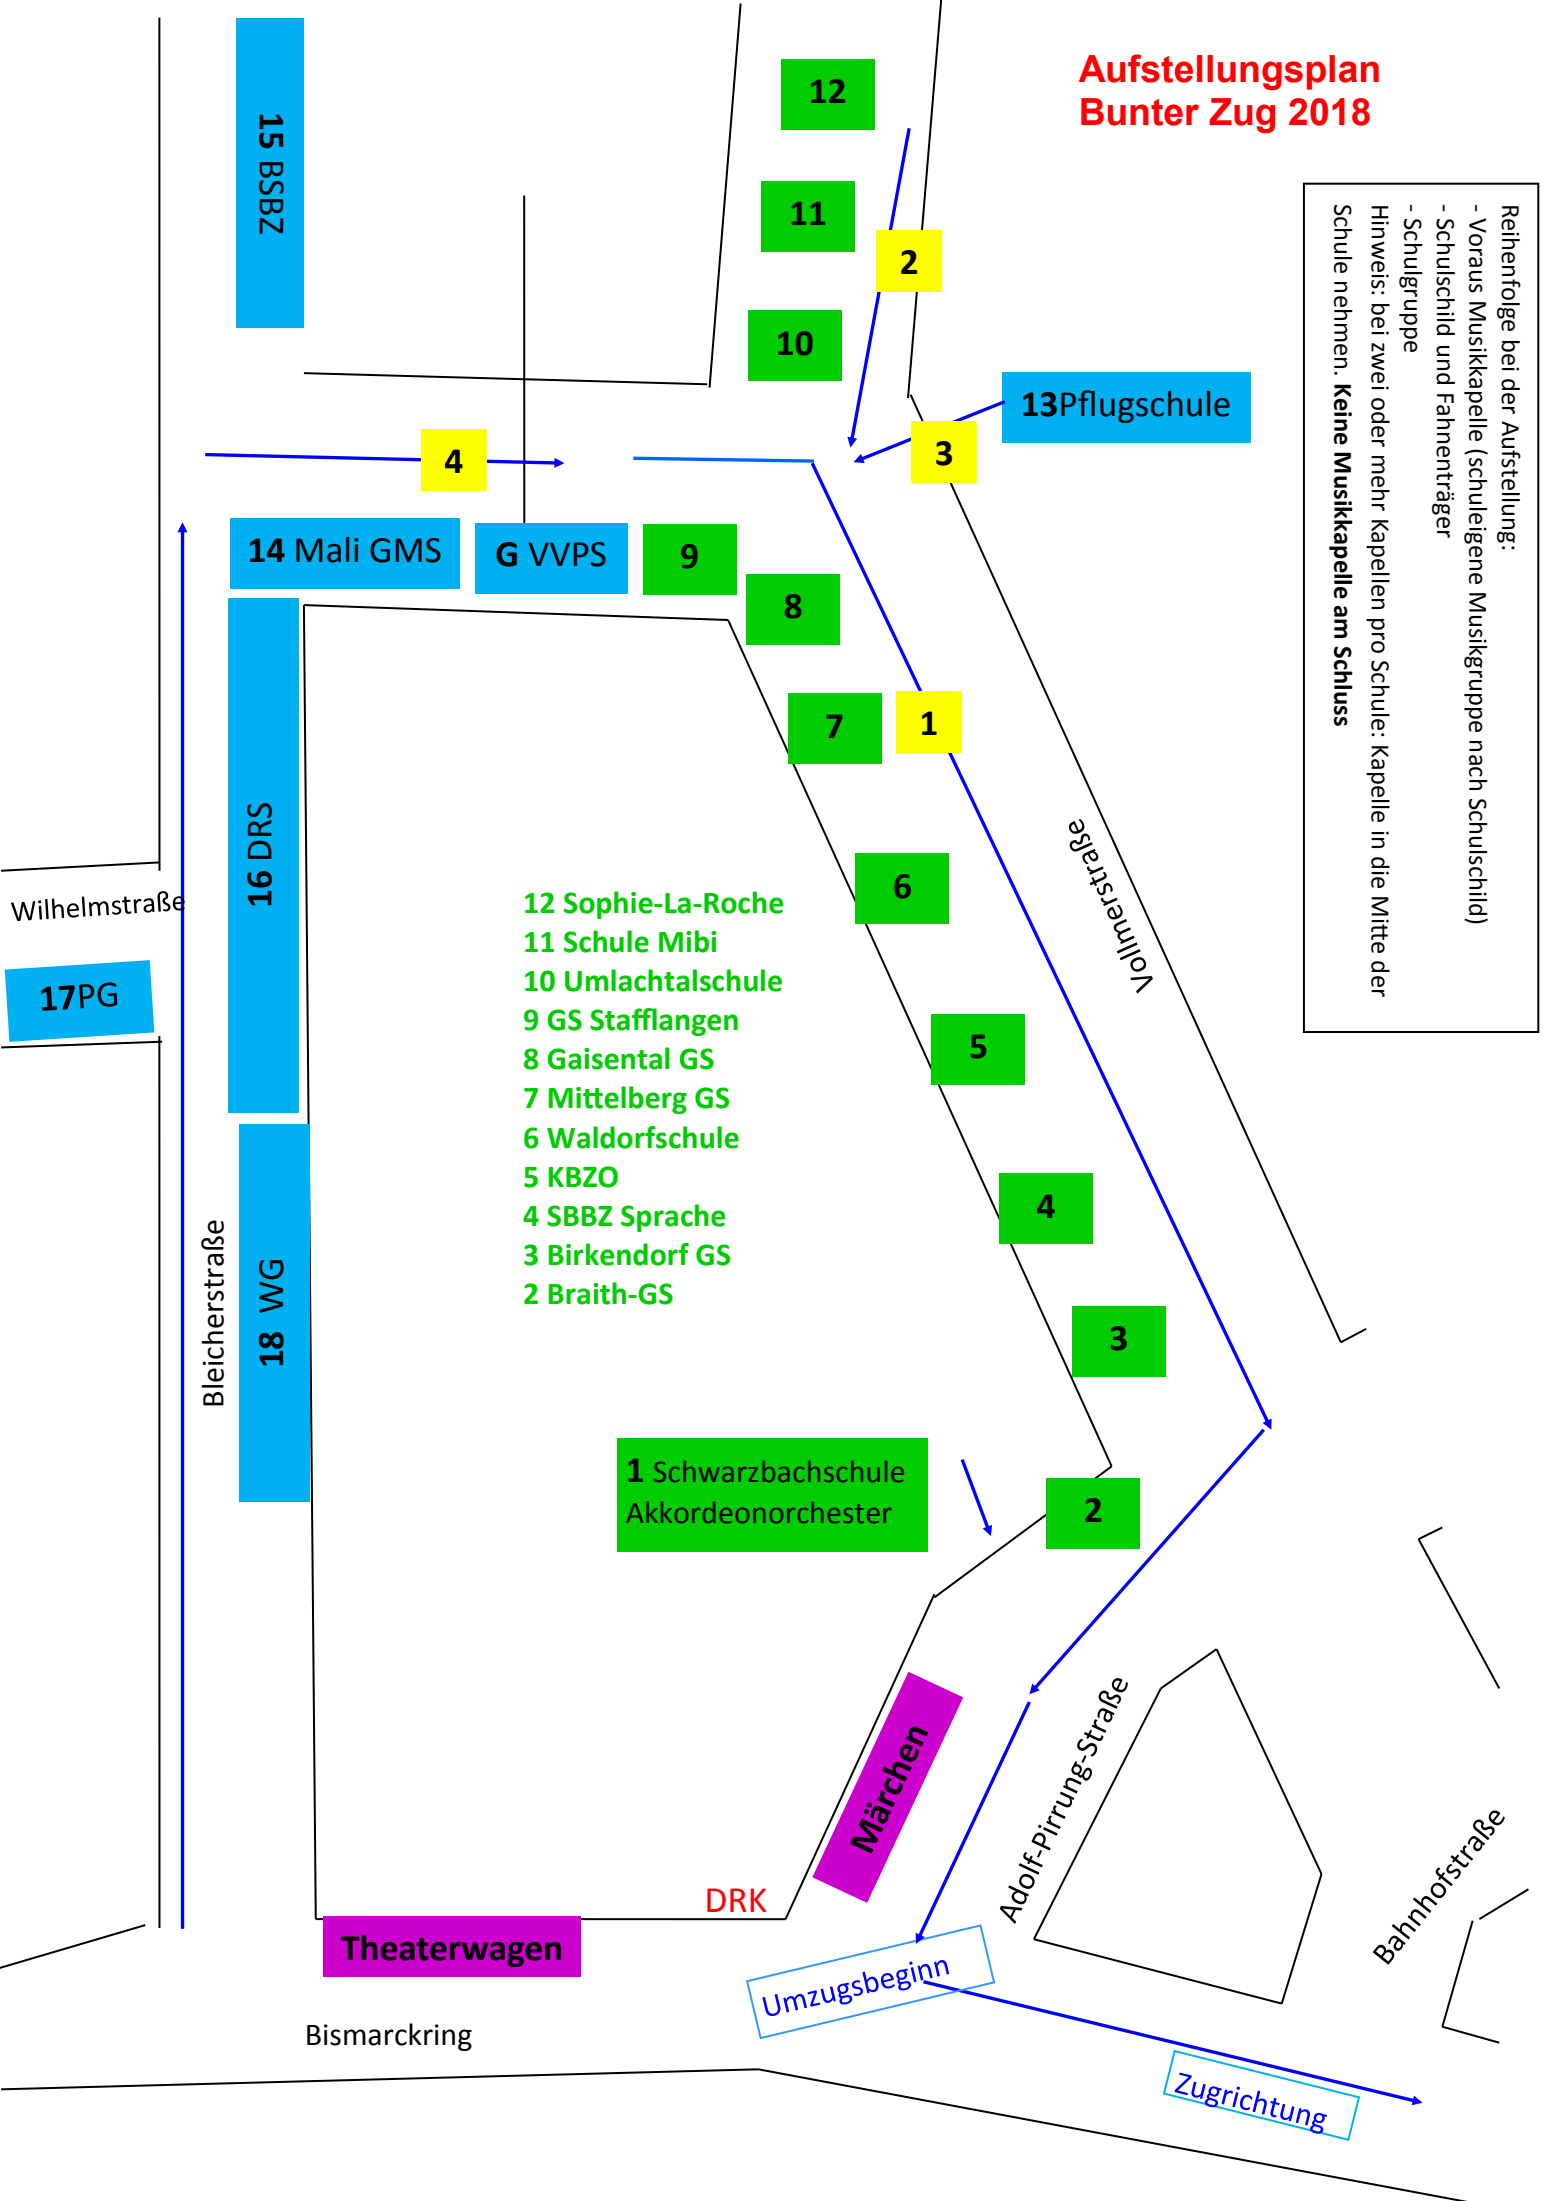 Aufstellungsplan
Bunter Zug 2018
Reihenfolge bei der Aufstellung:
- Voraus Musikkapelle (schuleigene Musikgruppe nach Schulschild)
- Schulschild und Fahnenträger
- Schulgruppe
Hinweis: bei zwei oder mehr Kapellen pro Schule: Kapelle in die Mitte der
Schule nehmen. Keine Musikkapelle am Schluss
12
15 BSBZ
11
2
10
13Pflugschule
4
3
14 Mali GMS
G VVPS
9
8
7
1
16 DRS
Vollmerstraße
6
Wilhelmstraße
17PG
12 Sophie-La-Roche
11 Schule Mibi
10 Umlachtalschule
9 GS Stafflangen
8 Gaisental GS
7 Mittelberg GS
6 Waldorfschule
5 KBZO
4 SBBZ Sprache
3 Birkendorf GS
2 Braith-GS
5
4
Bleicherstraße
18 WG
3
1 Schwarzbachschule
Akkordeonorchester
2
Märchen
Adolf-Pirrung-Straße
Bahnhofstraße
DRK
Theaterwagen
Umzugsbeginn
Bismarckring
Zugrichtung